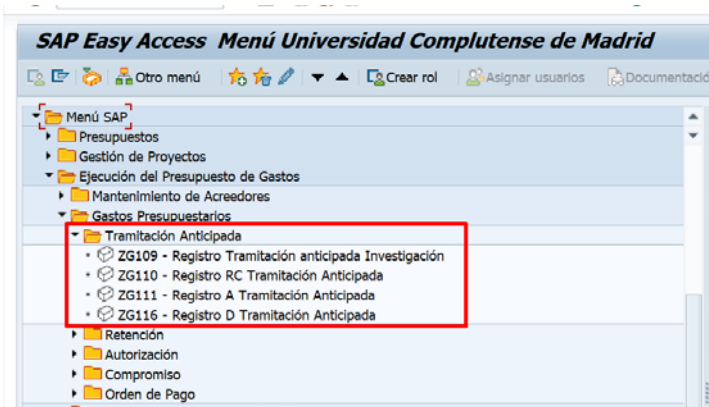 SAP Easy Access Menú Universidad Complutense de Madrid
Otro menú Crear rol Asignar usuarios Documentació
Menú SAP
Presupuestos
Gestión de Proyectos
Ejecución del Presupuesto de Gastos
Mantenimiento de Acreedores
Gastos Presupuestarios
Tramitación Anticipada
ZG109 - Registro Tramitación anticipada Investigación
ZG110 - Registro RC Tramitación Anticipada
ZG111 - Registro A Tramitación Anticipada
ZG116 - Registro D Tramitación Anticipada
Retención
Autorización
Compromiso
Orden de Pago